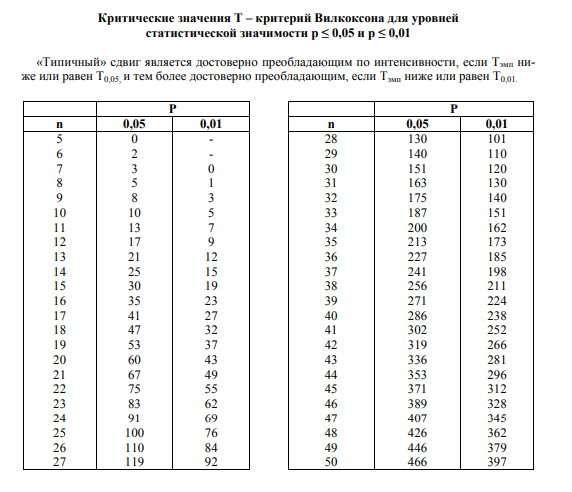 Критические значения Т – критерий Вилкоксона для уровней
статистической значимости p ≤ 0,05 и p ≤ 0,01
«Типичный» сдвиг является достоверно преобладающим по интенсивности, если Тэмп ни-
же или равен Т0,05, и тем более достоверно преобладающим, если Тэмп ниже или равен Т0,01.
P
n 0,05 0,01
5 0 -
6 2 -
7 3 0
8 5 1
9 8 3
10 10 5
11 13 7
12 17 9
13 21 12
14 25 15
15 30 19
16 35 23
17 41 27
18 47 32
19 53 37
20 60 43
21 67 49
22 75 55
23 83 62
24 91 69
25 100 76
26 110 84
27 119 92
P
n 0,05 0,01
28 130 101
29 140 110
30 151 120
31 163 130
32 175 140
33 187 151
34 200 162
35 213 173
36 227 185
37 241 198
38 256 211
39 271 224
40 286 238
41 302 252
42 319 266
43 336 281
44 353 296
45 371 312
46 389 328
47 407 345
48 426 362
49 446 379
50 466 397